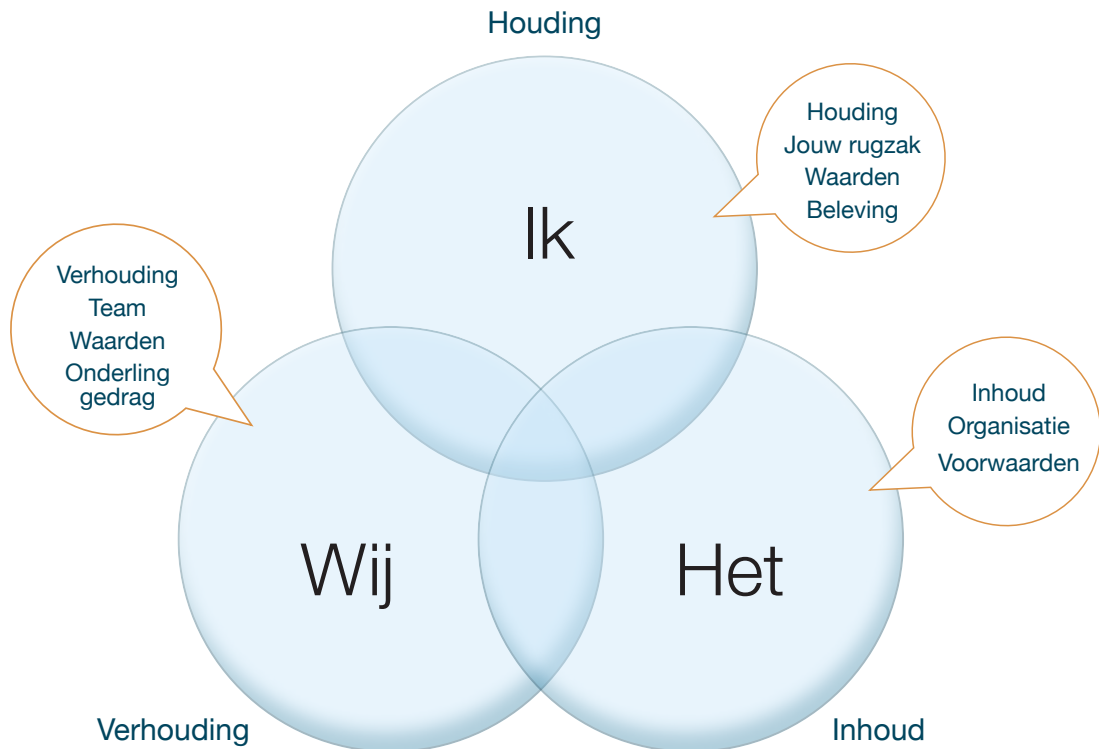 Houding
Houding
Jouw rugzak
Waarden
Beleving
Ik
Verhouding
Team
Waarden
Onderling
gedrag
Inhoud
Organisatie
Voorwaarden
Wij
Het
Verhouding
Inhoud